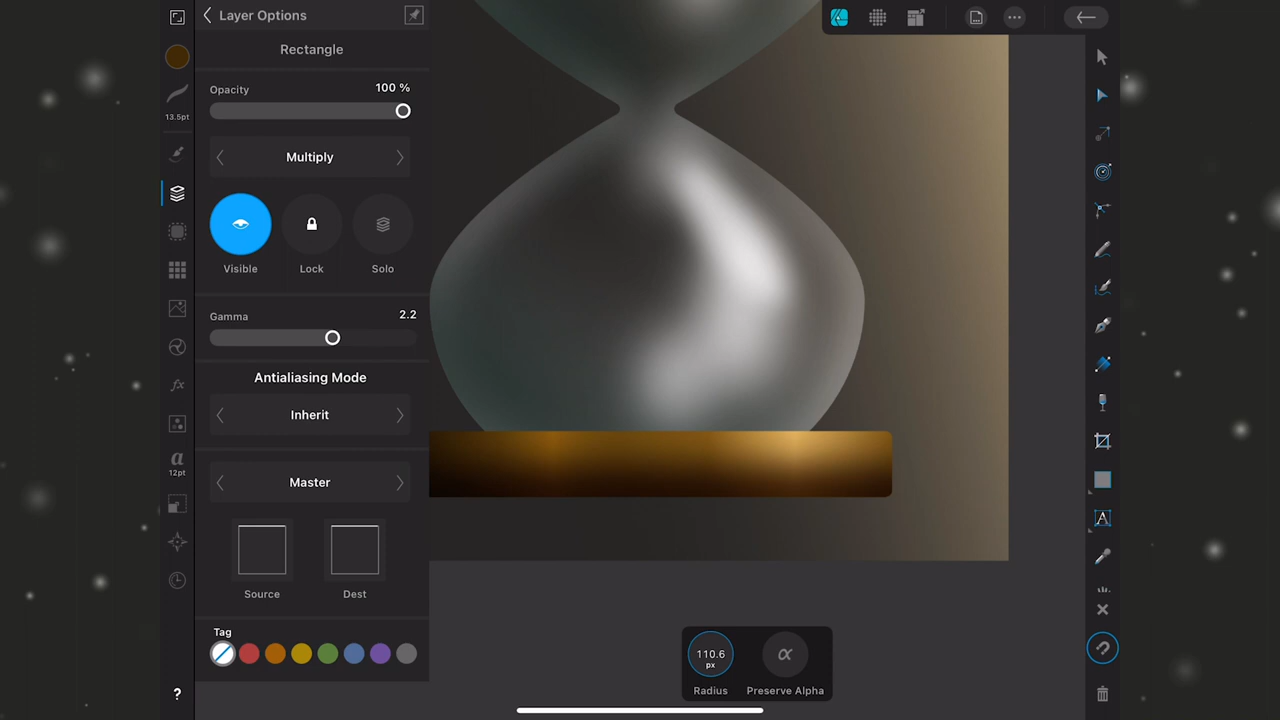 Layer Options
Rectangle
Opacity
100 %
Multiply
Visible
Lock
Solo
Gamma
2.2
Antialiasing Mode
Inherit
Master
Source
Dest
Tag
13.5pt
fx
a
12pt
?
A
110.6
px
α
Radius
Preserve Alpha